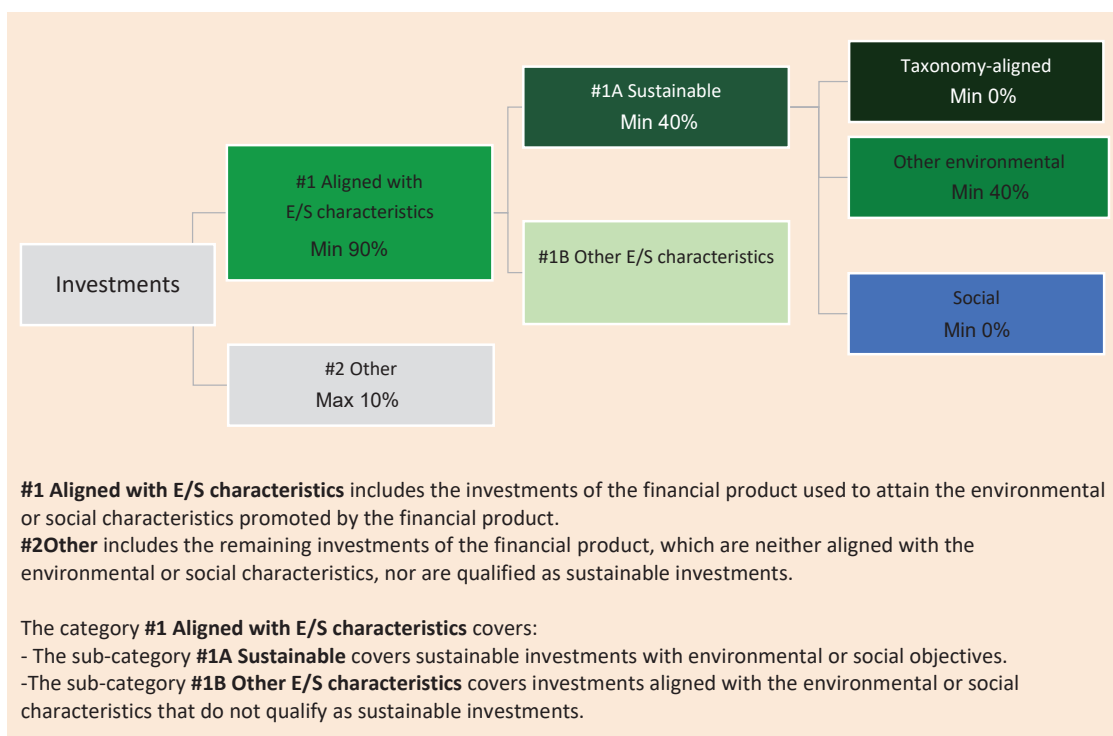 Investments
#1 Aligned with
E/S characteristics
Min 90%
#2 Other
Max 10%
#1A Sustainable
Min 40%
#1B Other E/S characteristics
Taxonomy-aligned
Min 0%
Other environmental
Min 40%
Social
Min 0%
#1 Aligned with E/S characteristics includes the investments of the financial product used to attain the environmental
or social characteristics promoted by the financial product.
#2Other includes the remaining investments of the financial product, which are neither aligned with the
environmental or social characteristics, nor are qualified as sustainable investments.
The category #1 Aligned with E/S characteristics covers:
- The sub-category #1A Sustainable covers sustainable investments with environmental or social objectives.
-The sub-category #1B Other E/S characteristics covers investments aligned with the environmental or social
characteristics that do not qualify as sustainable investments.